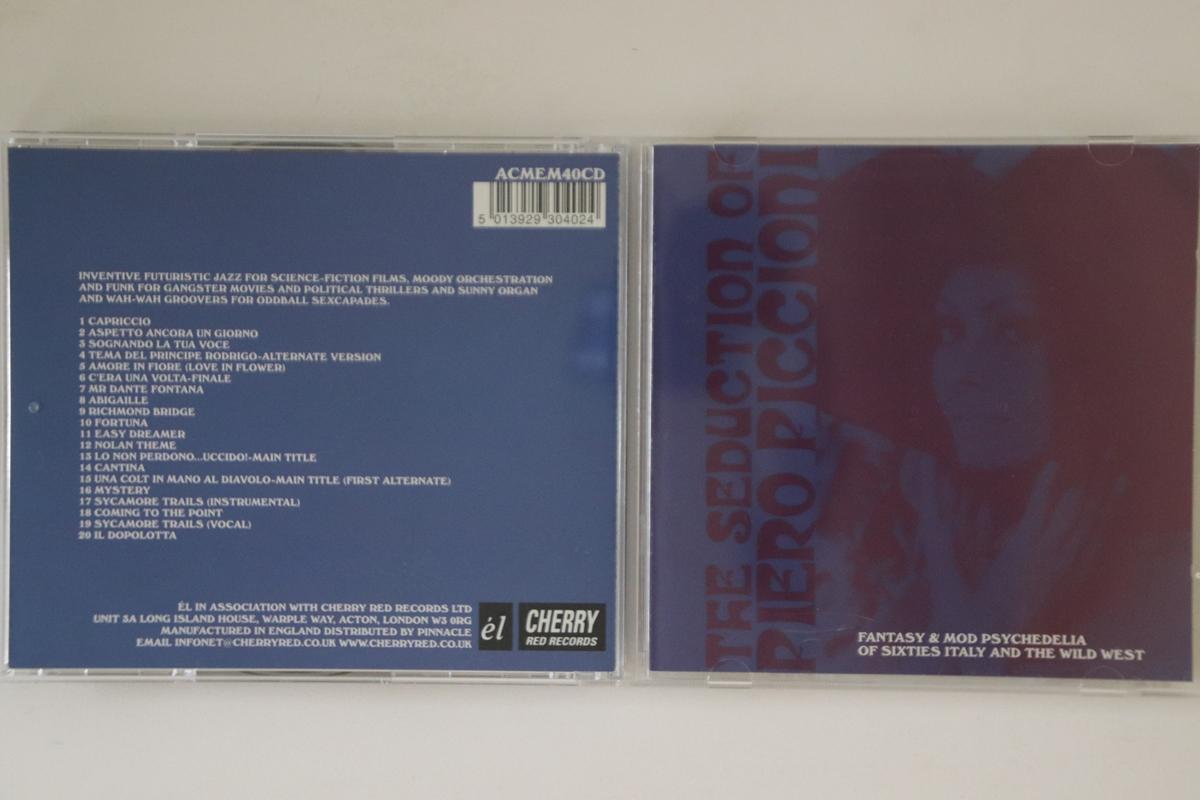 ACMEM40CD
5 013929 304024
INVENTIVE FUTURISTIC JAZZ FOR SCIENCE-FICTION FILMS, MOODY ORCHESTRATION
AND FUNK FOR GANGSTER MOVIES AND POLITICAL THRILLERS AND SUNNY ORGAN
AND WAH-WAH GROOVERS FOR ODDBALL SEXCAPADES.
1 CAPRICCIO
2 ASPETTO ANCORA UN GIORNO
3 SOGNANDO LA TUA VOCE
4 TEMA DEL PRINCIPE RODRIGO-ALTERNATE VERSION
5 AMORE IN FIORE (LOVE IN FLOWER)
6 C'ERA UNA VOLTA-FINALE
7 MR DANTE FONTANA
8 ABIGAILLE
9 RICHMOND BRIDGE
10 FORTUNA
11 EASY DREAMER
12 NOLAN THEME
13 LO NON PERDONO...UCCIDO!-MAIN TITLE
14 CANTINA
15 UNA COLT IN MANO AL DIAVOLO-MAIN TITLE (FIRST ALTERNATE)
16 MYSTERY
17 SYCAMORE TRAILS (INSTRUMENTAL)
18 COMING TO THE POINT
19 SYCAMORE TRAILS (VOCAL)
20 IL DOPOLOTTA
ÉL IN ASSOCIATION WITH CHERRY RED RECORDS LTD
UNIT 3A LONG ISLAND HOUSE, WARPLE WAY, ACTON, LONDON W3 0RG
MANUFACTURED IN ENGLAND DISTRIBUTED BY PINNACLE
EMAIL INFONET@CHERRYRED.CO.UK WWW.CHERRYRED.CO.UK
él
CHERRY
RED RECORDS
THE SEDUCTION OF
PIERO PICCIONI
FANTASY & MOD PSYCHEDELIA
OF SIXTIES ITALY AND THE WILD WEST